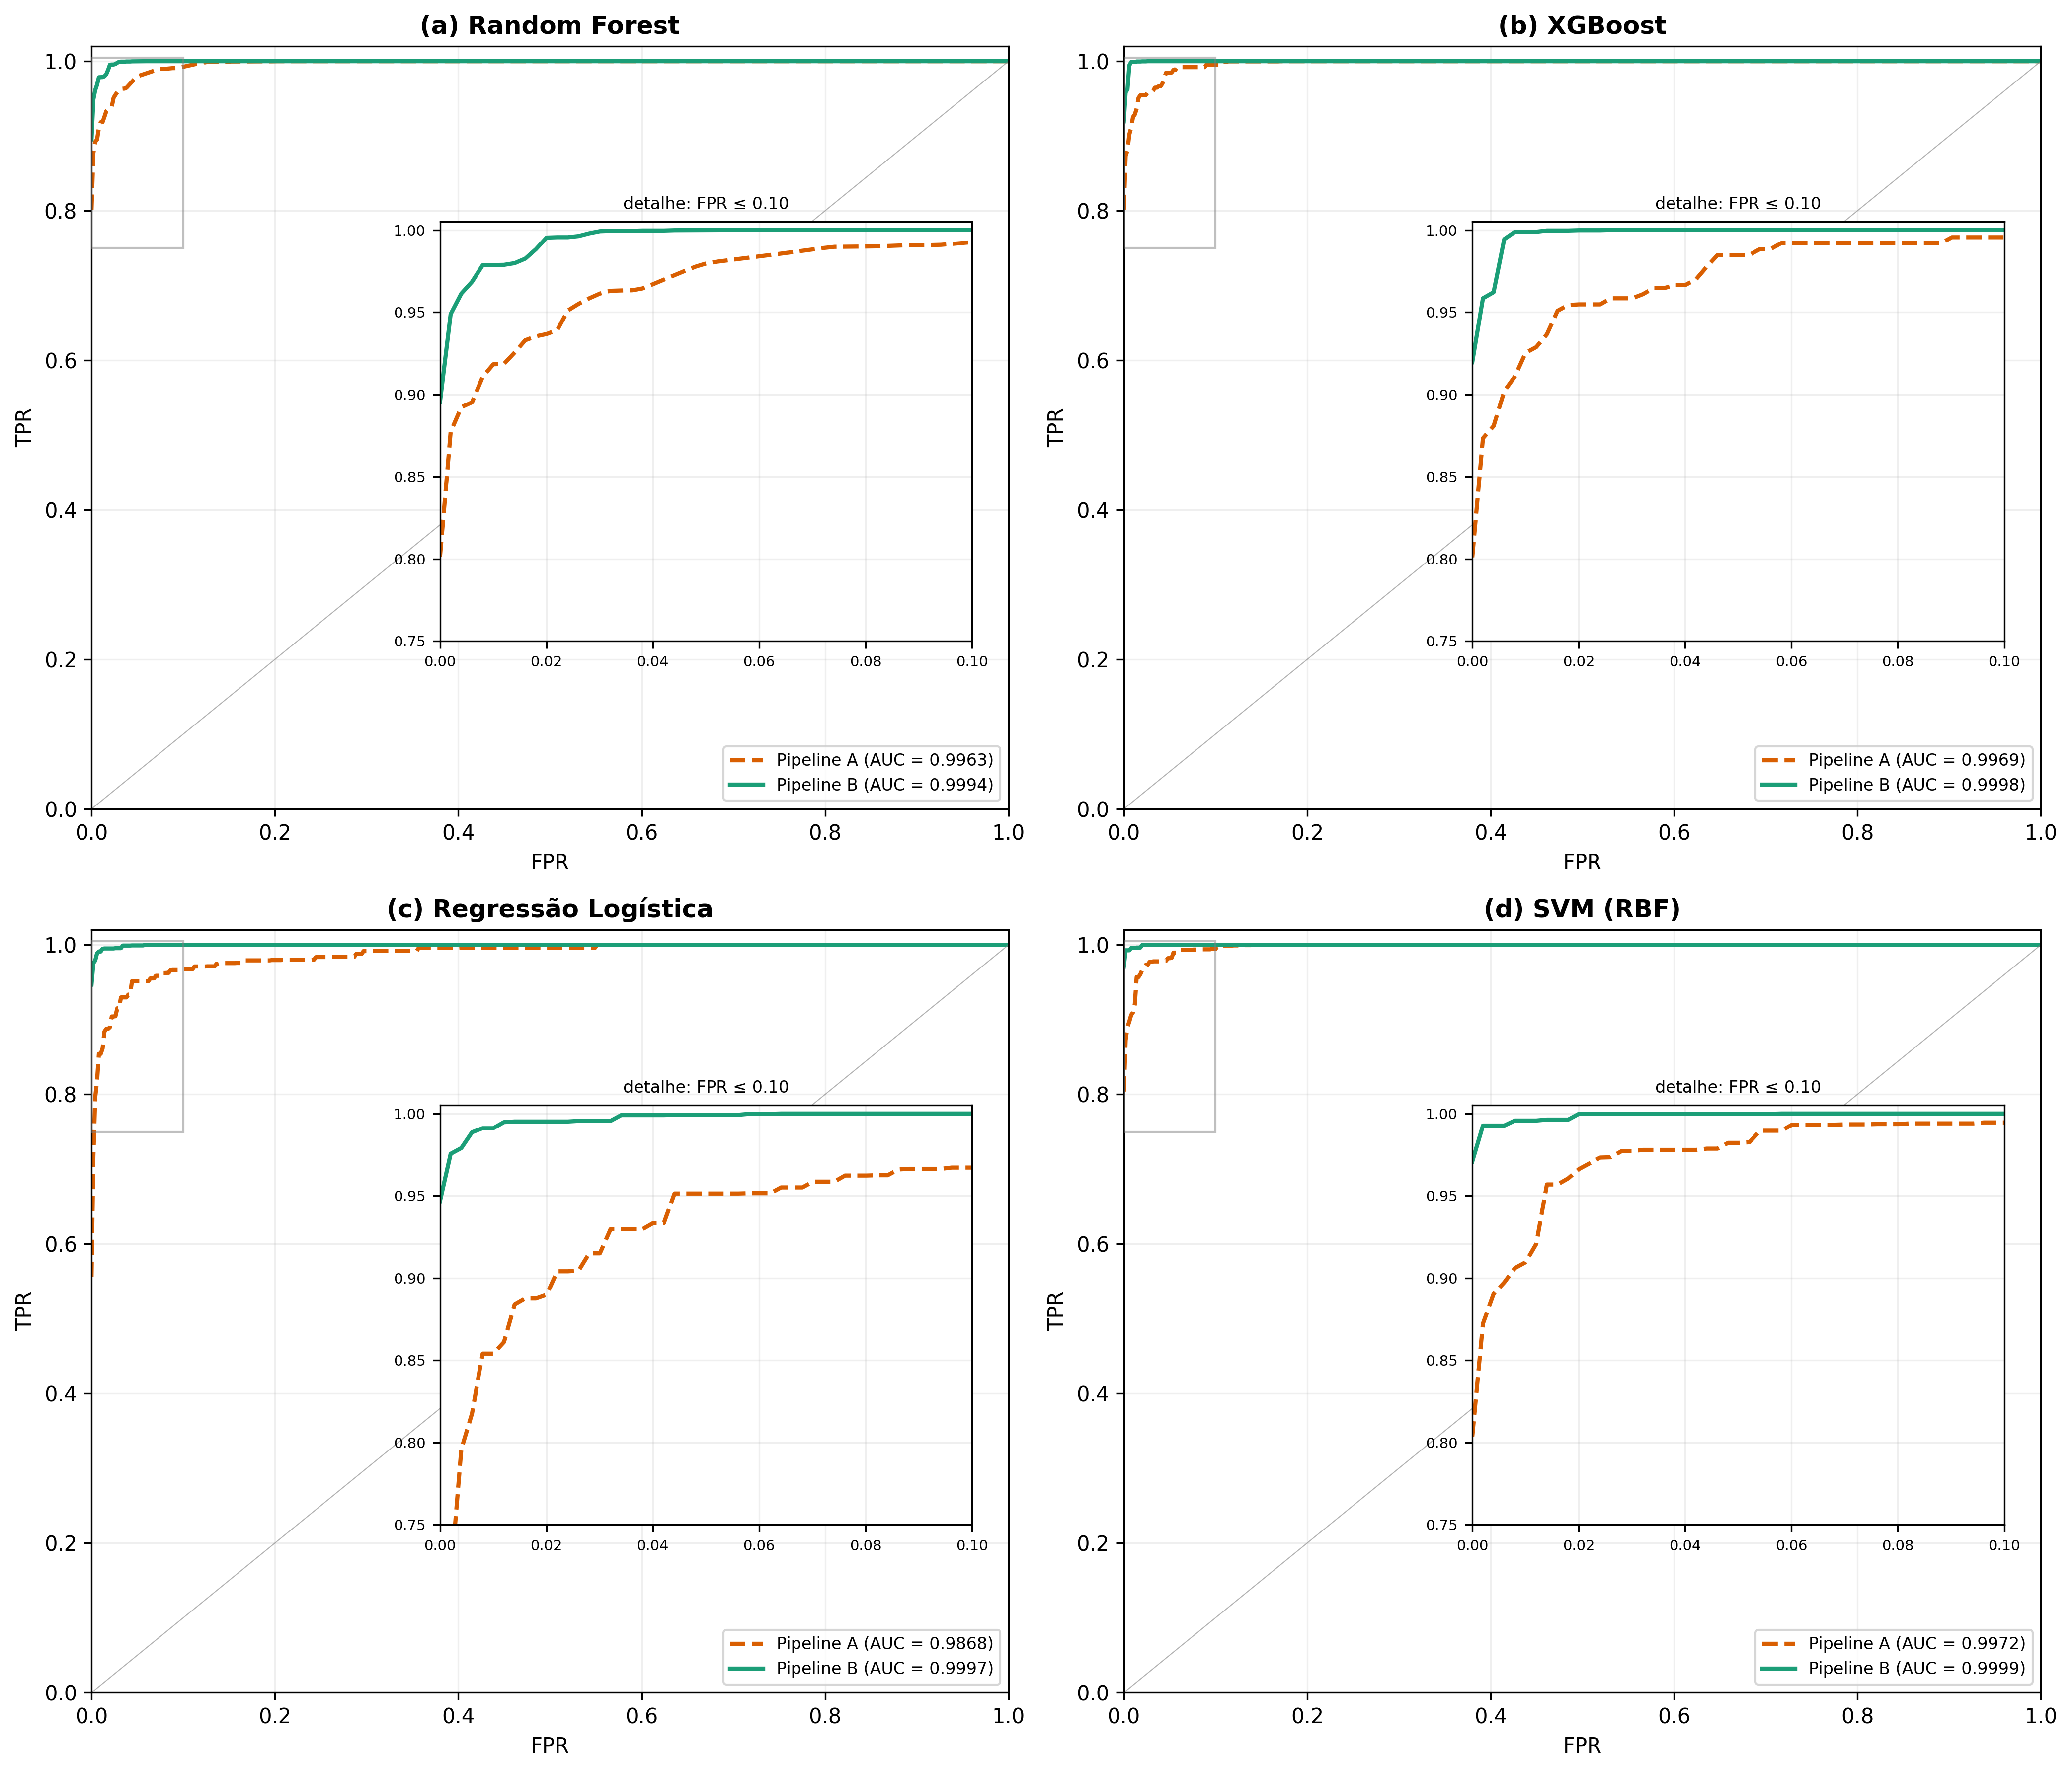 (a) Random Forest
TPR
1.0
0.8
0.6
0.4
0.2
0.0
detalhe: FPR ≤ 0.10
1.00
0.95
0.90
0.85
0.80
0.75
0.00 0.02 0.04 0.06 0.08 0.10
Pipeline A (AUC = 0.9963)
Pipeline B (AUC = 0.9994)
0.0 0.2 0.4 0.6 0.8 1.0
FPR
(b) XGBoost
TPR
1.0
0.8
0.6
0.4
0.2
0.0
detalhe: FPR ≤ 0.10
1.00
0.95
0.90
0.85
0.80
0.75
0.00 0.02 0.04 0.06 0.08 0.10
Pipeline A (AUC = 0.9969)
Pipeline B (AUC = 0.9998)
0.0 0.2 0.4 0.6 0.8 1.0
FPR
(c) Regressão Logística
TPR
1.0
0.8
0.6
0.4
0.2
0.0
detalhe: FPR ≤ 0.10
1.00
0.95
0.90
0.85
0.80
0.75
0.00 0.02 0.04 0.06 0.08 0.10
Pipeline A (AUC = 0.9868)
Pipeline B (AUC = 0.9997)
0.0 0.2 0.4 0.6 0.8 1.0
FPR
(d) SVM (RBF)
TPR
1.0
0.8
0.6
0.4
0.2
0.0
detalhe: FPR ≤ 0.10
1.00
0.95
0.90
0.85
0.80
0.75
0.00 0.02 0.04 0.06 0.08 0.10
Pipeline A (AUC = 0.9972)
Pipeline B (AUC = 0.9999)
0.0 0.2 0.4 0.6 0.8 1.0
FPR